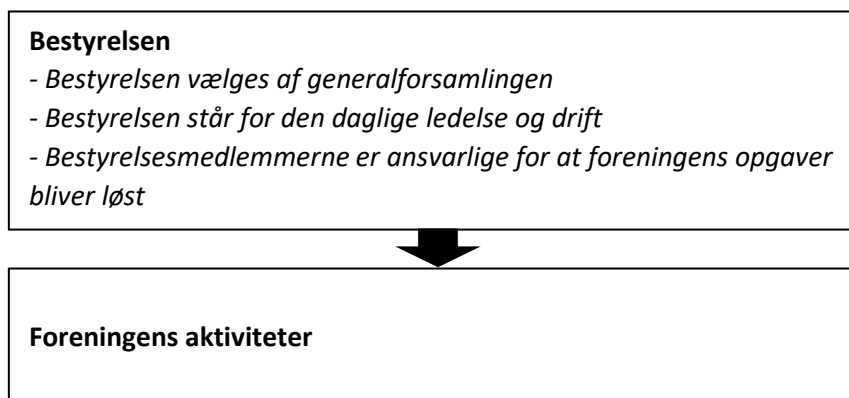 Bestyrelsen
- Bestyrelsen vælges af generalforsamlingen
- Bestyrelsen står for den daglige ledelse og drift
- Bestyrelsesmedlemmerne er ansvarlige for at foreningens opgaver
bliver løst
Foreningens aktiviteter